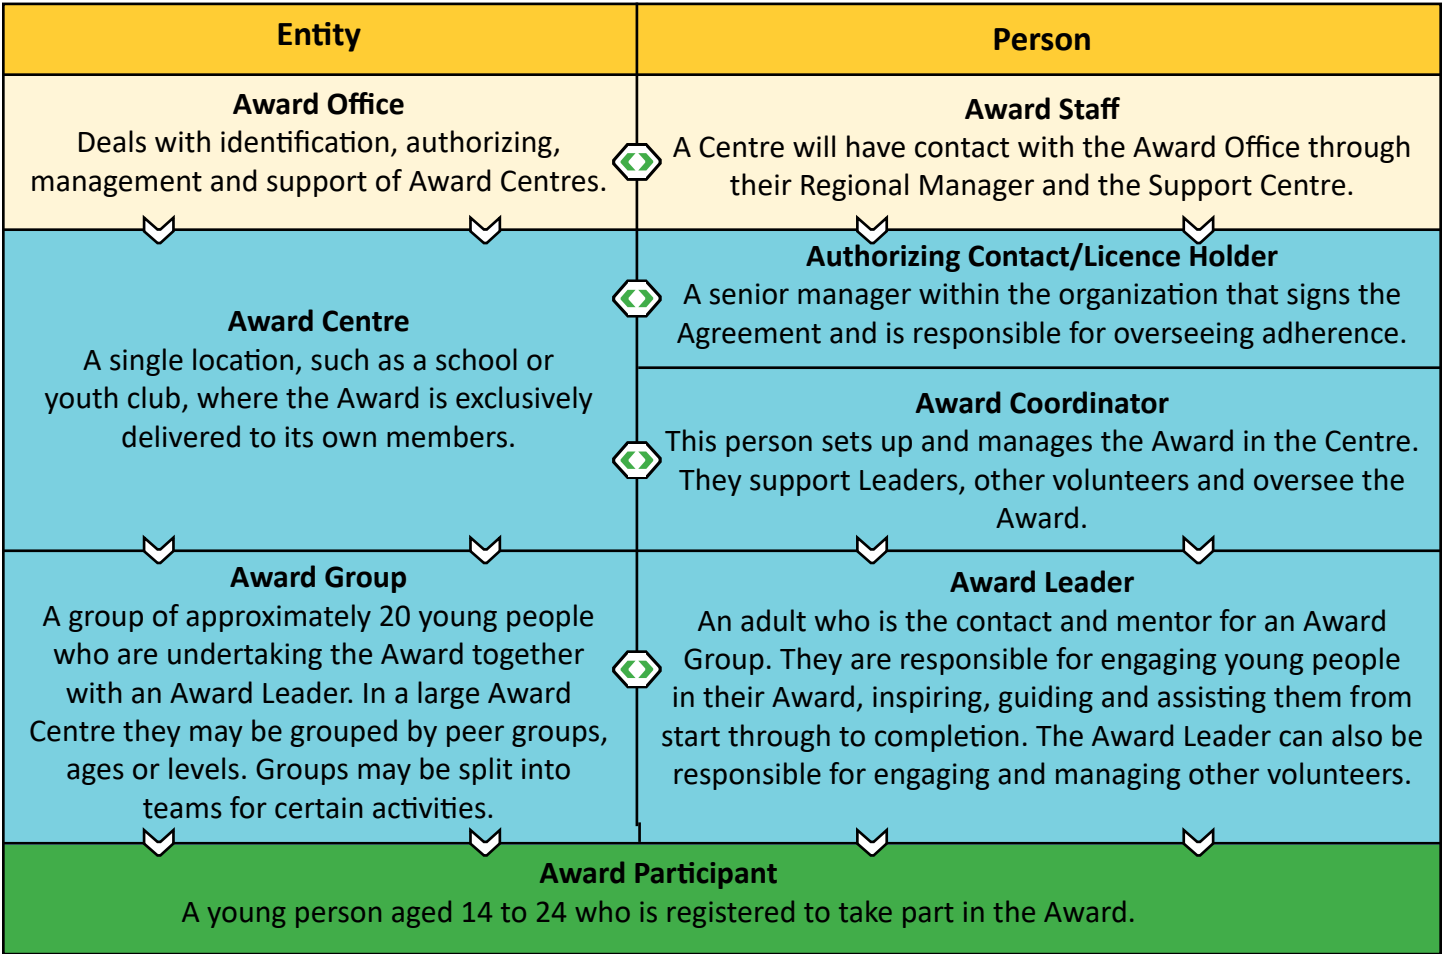 Entity
Person
Award Office
Deals with identification, authorizing,
management and support of Award Centres.
Award Staff
A Centre will have contact with the Award Office through
their Regional Manager and the Support Centre.
Award Centre
A single location, such as a school or
youth club, where the Award is exclusively
delivered to its own members.
Authorizing Contact/Licence Holder
A senior manager within the organization that signs the
Agreement and is responsible for overseeing adherence.
Award Coordinator
This person sets up and manages the Award in the Centre.
They support Leaders, other volunteers and oversee the
Award.
Award Group
A group of approximately 20 young people
who are undertaking the Award together
with an Award Leader. In a large Award
Centre they may be grouped by peer groups,
ages or levels. Groups may be split into
teams for certain activities.
Award Leader
An adult who is the contact and mentor for an Award
Group. They are responsible for engaging young people
in their Award, inspiring, guiding and assisting them from
start through to completion. The Award Leader can also be
responsible for engaging and managing other volunteers.
Award Participant
A young person aged 14 to 24 who is registered to take part in the Award.